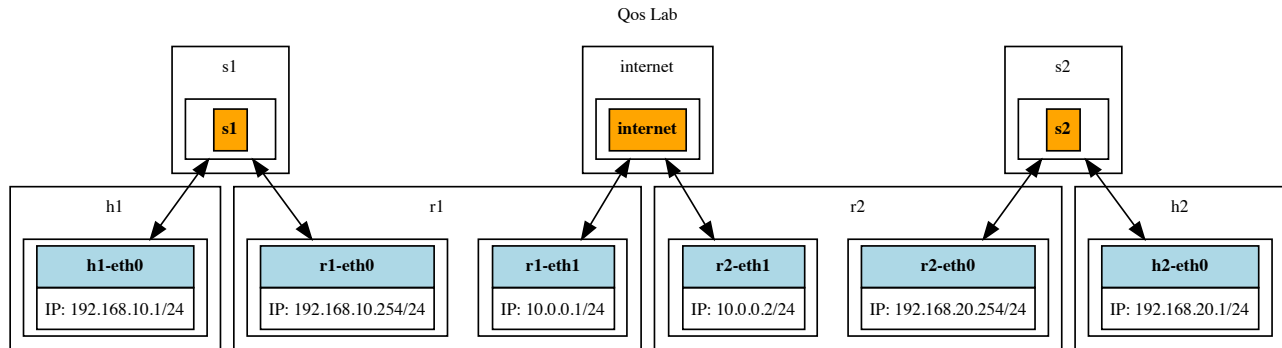 Qos Lab
s1
internet
s2
s1
internet
s2
h1
r1
r2
h2
h1-eth0
r1-eth0
r1-eth1
r2-eth1
r2-eth0
h2-eth0
IP: 192.168.10.1/24
IP: 192.168.10.254/24
IP: 10.0.0.1/24
IP: 10.0.0.2/24
IP: 192.168.20.254/24
IP: 192.168.20.1/24